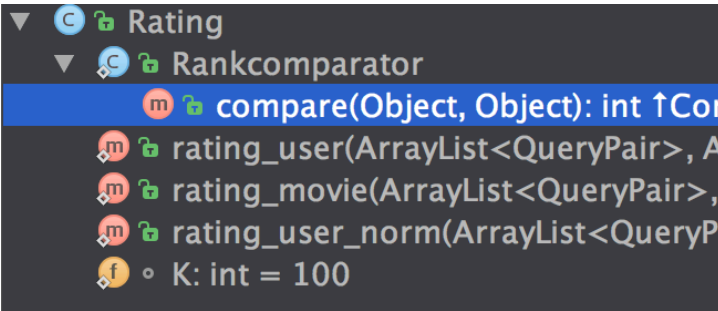 Rating
Rankcomparator
compare(Object, Object): int ↑Co
rating_user(ArrayList<QueryPair>, A
rating_movie(ArrayList<QueryPair>,
rating_user_norm(ArrayList<QueryP
K: int = 100